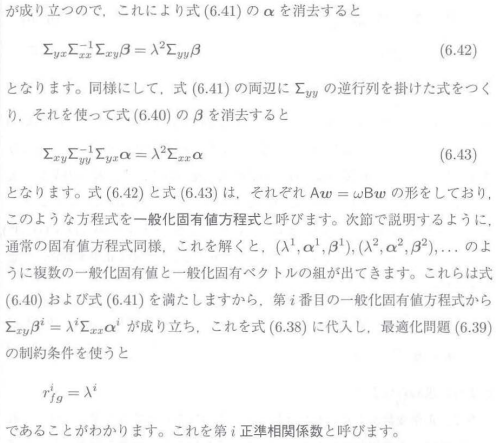 が成り立つので，これにより式 (6.41) の α を消去すると
Σ_{yx}Σ_{xx}^{-1}Σ_{xy}β = λ²Σ_{yy}β (6.42)
となります。同様にして，式 (6.41) の両辺に Σ_{yy} の逆行列を掛けた式をつく
り，それを使って式 (6.40) の β を消去すると
Σ_{xy}Σ_{yy}^{-1}Σ_{yx}α = λ²Σ_{xx}α (6.43)
となります。式 (6.42) と式 (6.43) は，それぞれ Aw = ωBw の形をしており，
このような方程式を一般化固有値方程式と呼びます。次節で説明するように，
通常の固有値方程式同様，これを解くと，(λ¹, α¹, β¹), (λ², α², β²), … のよ
うに複数の一般化固有値と一般化固有ベクトルの組が出てきます。これらは式
(6.40) および式 (6.41) を満たしますから，第 i 番目の一般化固有値方程式から
Σ_{xy}β^i = λ^iΣ_{xx}α^i が成り立ち，これを式 (6.38) に代入し，最適化問題 (6.39)
の制約条件を使うと
r_{fg}^i = λ^i
であることがわかります。これを第 i 正準相関係数と呼びます。